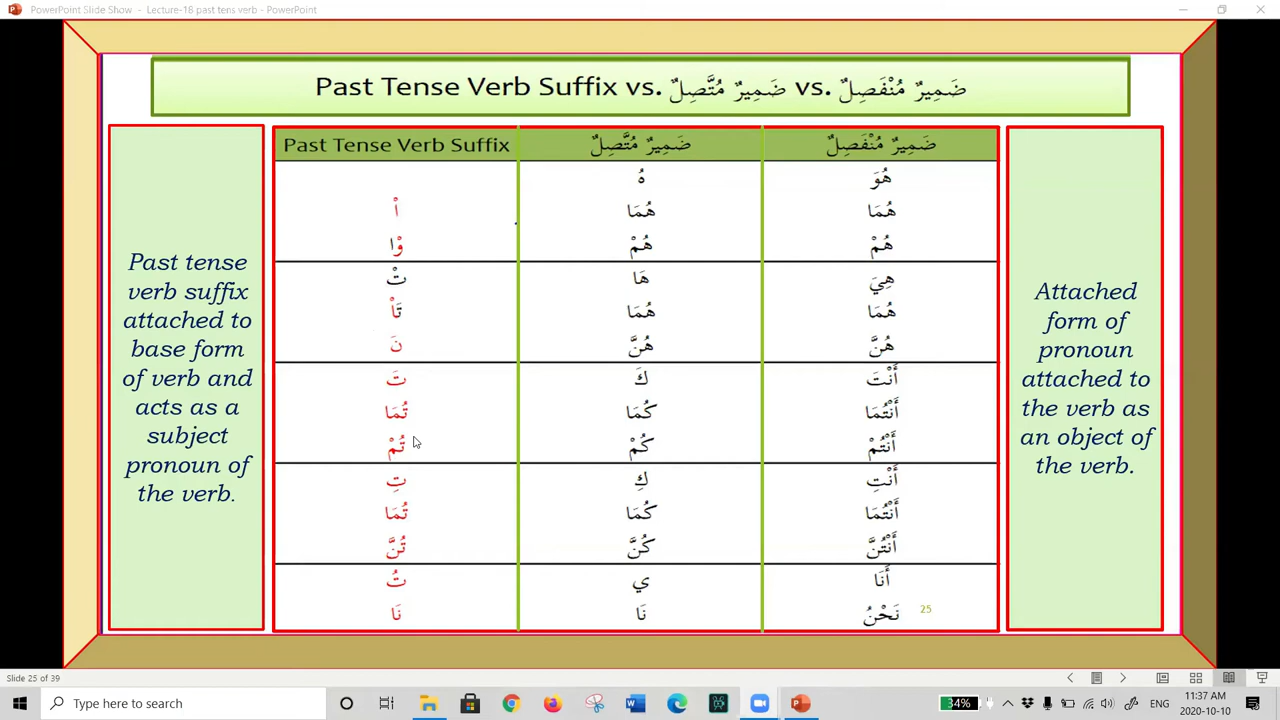 PowerPoint Slide Show - Lecture-18 past tens verb - PowerPoint
Past Tense Verb Suffix vs. ضَمِيرٌ مُتَّصِلٌ vs. ضَمِيرٌ مُنْفَصِلٌ
Past tense
verb suffix
attached to
base form
of verb and
acts as a
subject
pronoun of
the verb.
Past Tense Verb Suffix ضَمِيرٌ مُتَّصِلٌ ضَمِيرٌ مُنْفَصِلٌ
هُ هُوَ
اْ هُمَا هُمَا
وْا هُمْ هُمْ
تْ هَا هِيَ
تَاْ هُمَا هُمَا
نَ هُنَّ هُنَّ
تَ كَ أَنْتَ
تُمَا كُمَا أَنْتُمَا
تُمْ كُمْ أَنْتُمْ
تِ كِ أَنْتِ
تُمَا كُمَا أَنْتُمَا
تُنَّ كُنَّ أَنْتُنَّ
تُ ي أَنَا
نَا نَا نَحْنُ
25
Attached
form of
pronoun
attached to
the verb as
an object of
the verb.
Slide 25 of 39
Type here to search
34%
ENG
11:37 AM
2020-10-10